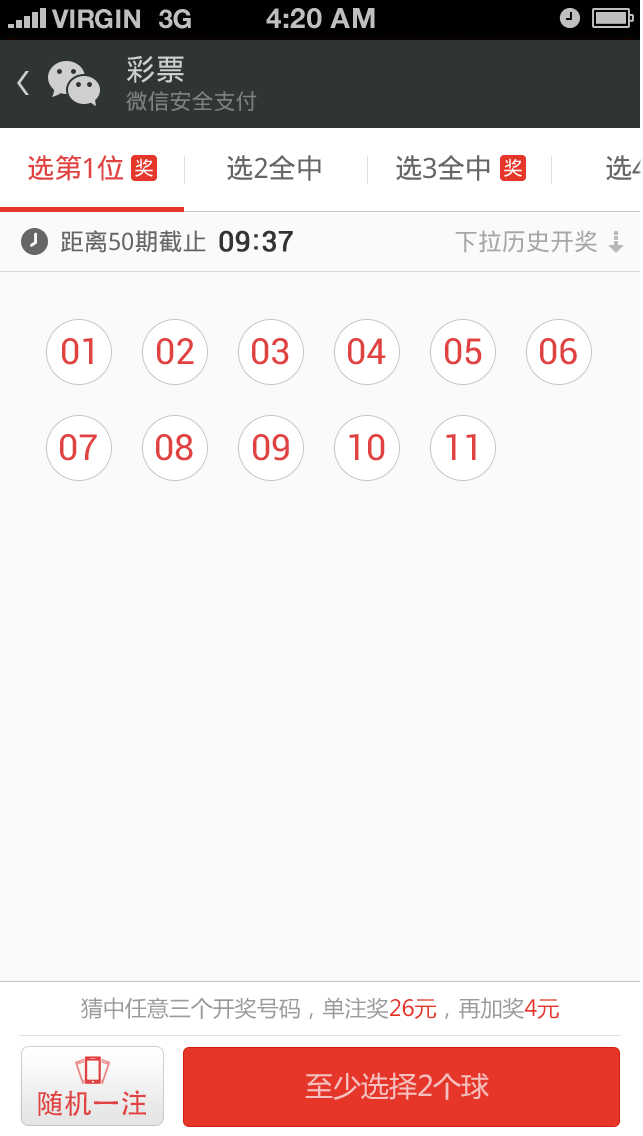 VIRGIN 3G 4:20 AM
彩票
微信安全支付
选第1位 奖 选2全中 选3全中 奖 选4
距离50期截止 09:37 下拉历史开奖
01 02 03 04 05 06
07 08 09 10 11
猜中任意三个开奖号码，单注奖26元，再加奖4元
随机一注 至少选择2个球